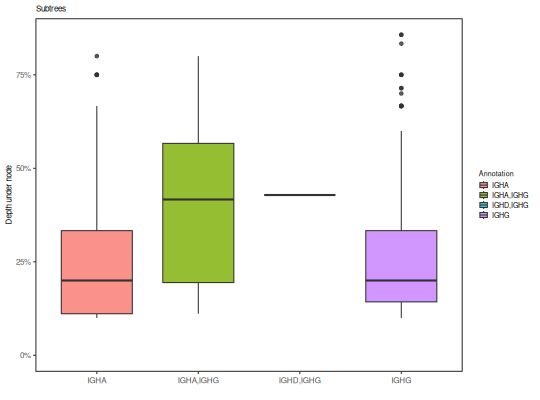 Subtrees
75%
50%
25%
0%
Depth under node
IGHA
IGHA,IGHG
IGHD,IGHG
IGHG
Annotation
IGHA
IGHA,IGHG
IGHD,IGHG
IGHG